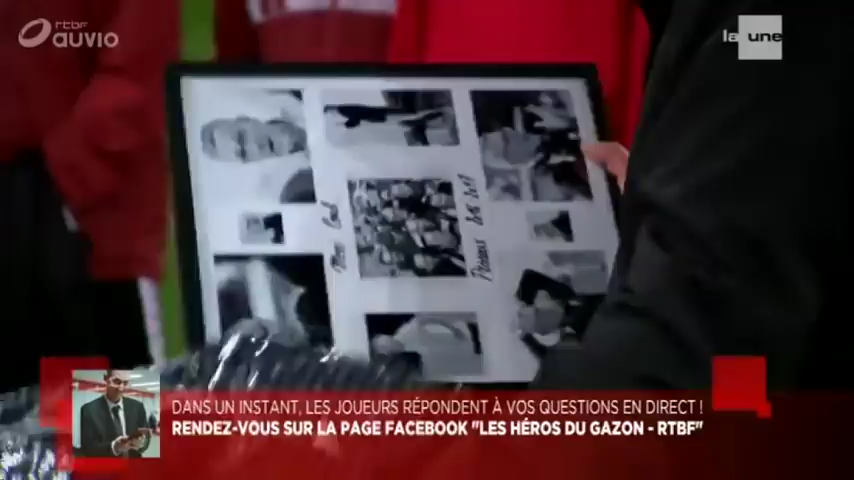 rtbf
auvio
la une
DANS UN INSTANT, LES JOUEURS RÉPONDENT À VOS QUESTIONS EN DIRECT !
RENDEZ-VOUS SUR LA PAGE FACEBOOK "LES HÉROS DU GAZON - RTBF"